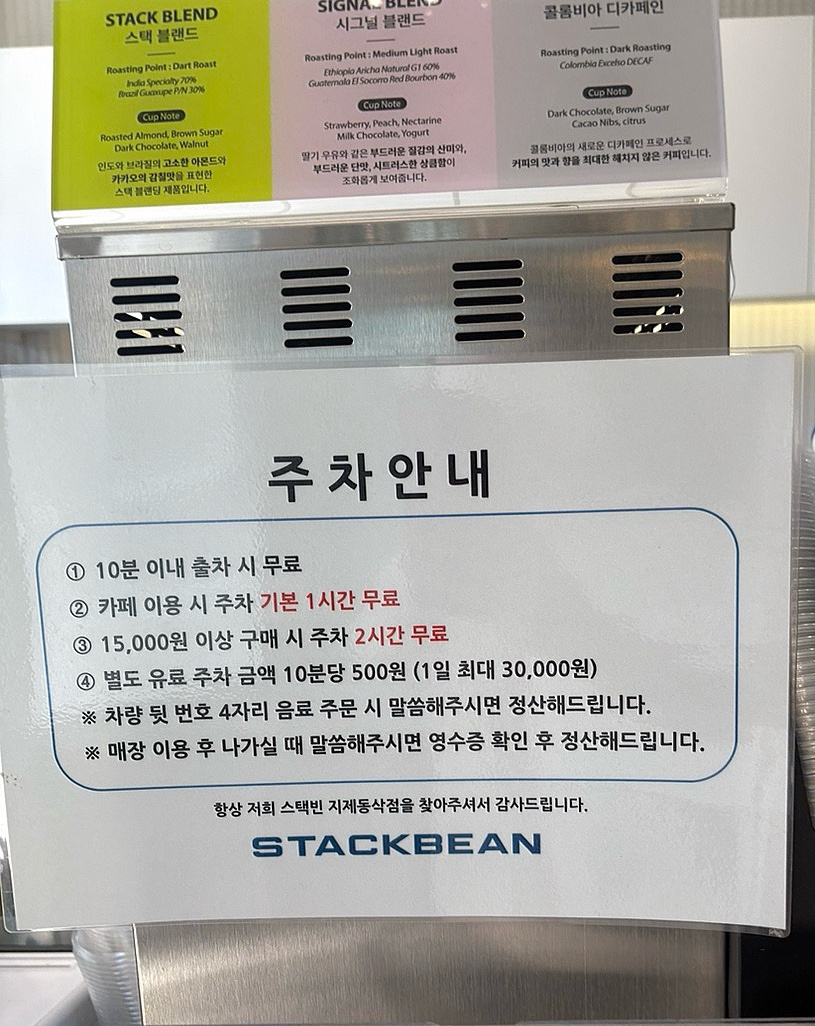 STACK BLEND
스택 블랜드
Roasting Point : Dart Roast
India Specialty 70%
Brazil Guaxupe P/N 30%
Cup Note
Roasted Almond, Brown Sugar
Dark Chocolate, Walnut
인도와 브라질의 고소한 아몬드와
카카오의 감칠맛을 표현한
스택 블랜딩 제품입니다.
SIGNAL BLEND
시그널 블랜드
Roasting Point : Medium Light Roast
Ethiopia Aricha Natural G1 60%
Guatemala El Socorro Red Bourbon 40%
Cup Note
Strawberry, Peach, Nectarine
Milk Chocolate, Yogurt
딸기 우유와 같은 부드러운 질감의 산미와,
부드러운 단맛, 시트러스한 상큼함이
조화롭게 보여줍니다.
콜롬비아 디카페인
Roasting Point : Dark Roasting
Colombia Excelso DECAF
Cup Note
Dark Chocolate, Brown Sugar
Cacao Nibs, citrus
콜롬비아의 새로운 디카페인 프로세스로
커피의 맛과 향을 최대한 해치지 않은 커피입니다.
주차안내
① 10분 이내 출차 시 무료
② 카페 이용 시 주차 기본 1시간 무료
③ 15,000원 이상 구매 시 주차 2시간 무료
④ 별도 유료 주차 금액 10분당 500원 (1일 최대 30,000원)
※ 차량 뒷 번호 4자리 음료 주문 시 말씀해주시면 정산해드립니다.
※ 매장 이용 후 나가실 때 말씀해주시면 영수증 확인 후 정산해드립니다.
항상 저희 스택빈 지제동삭점을 찾아주셔서 감사드립니다.
STACKBEAN